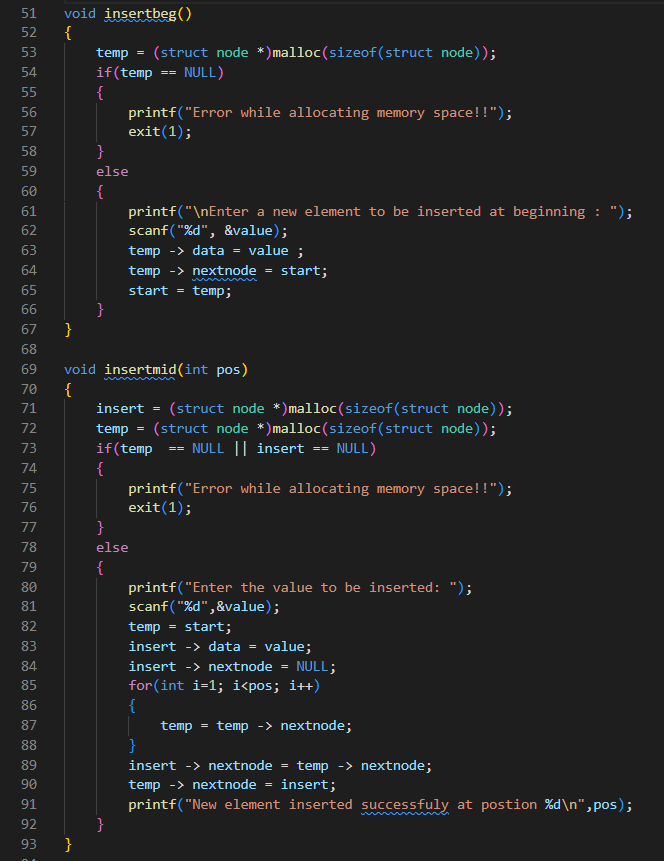 51 void insertbeg()
52 {
53     temp = (struct node *)malloc(sizeof(struct node));
54     if(temp == NULL)
55     {
56         printf("Error while allocating memory space!!");
57         exit(1);
58     }
59     else
60     {
61         printf("\nEnter a new element to be inserted at beginning : ");
62         scanf("%d", &value);
63         temp -> data = value ;
64         temp -> nextnode = start;
65         start = temp;
66     }
67 }
68
69 void insertmid(int pos)
70 {
71     insert = (struct node *)malloc(sizeof(struct node));
72     temp = (struct node *)malloc(sizeof(struct node));
73     if(temp  == NULL || insert == NULL)
74     {
75         printf("Error while allocating memory space!!");
76         exit(1);
77     }
78     else
79     {
80         printf("Enter the value to be inserted: ");
81         scanf("%d",&value);
82         temp = start;
83         insert -> data = value;
84         insert -> nextnode = NULL;
85         for(int i=1; i<pos; i++)
86         {
87             temp = temp -> nextnode;
88         }
89         insert -> nextnode = temp -> nextnode;
90         temp -> nextnode = insert;
91         printf("New element inserted successfuly at postion %d\n",pos);
92     }
93 }